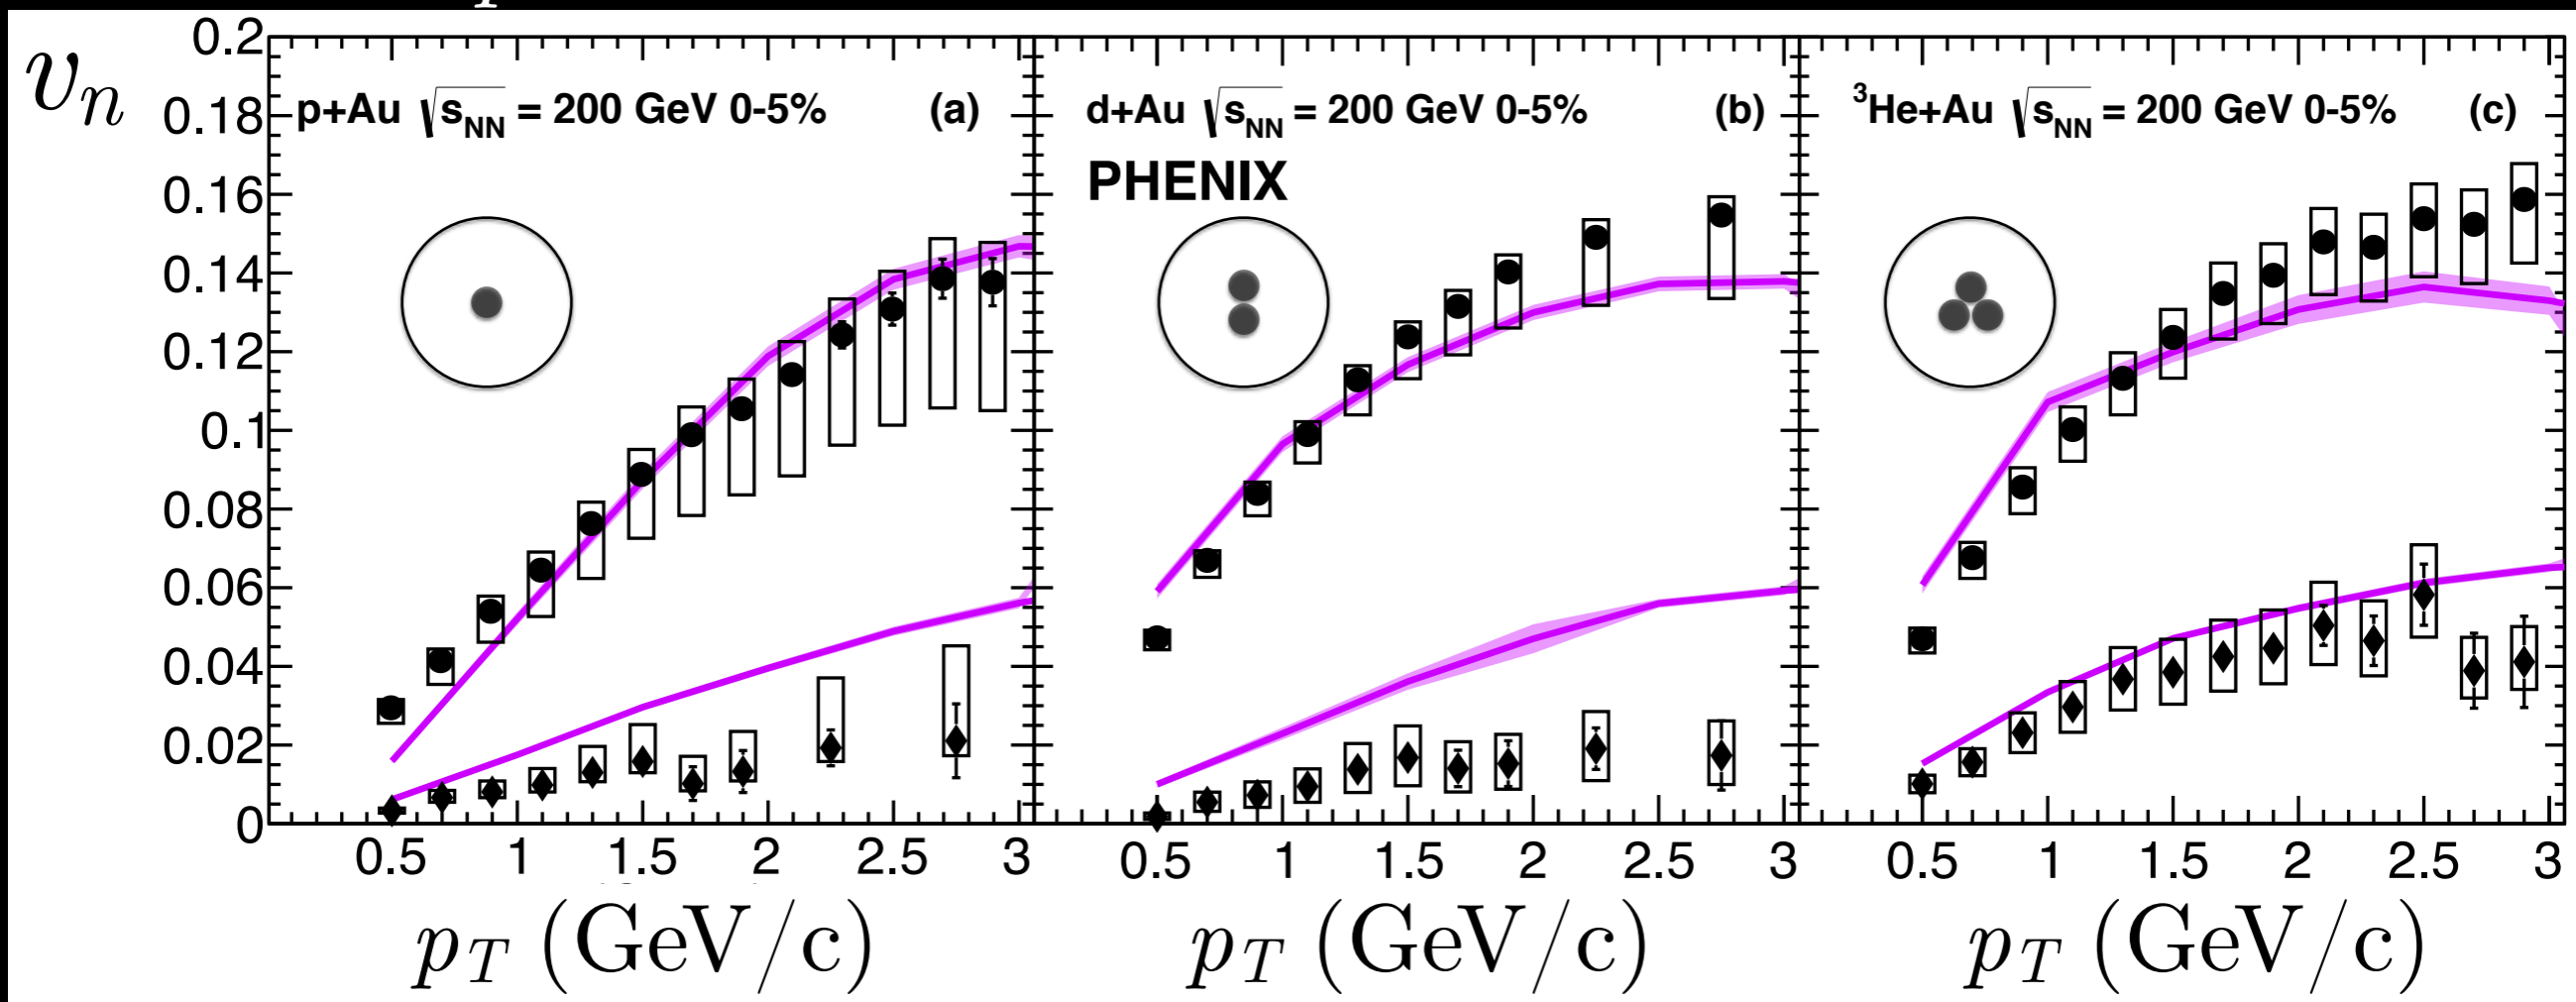 p
v_n
0.2
0.18
0.16
0.14
0.12
0.1
0.08
0.06
0.04
0.02
0
p+Au √s_NN = 200 GeV 0-5% (a)
d+Au √s_NN = 200 GeV 0-5% (b)
PHENIX
³He+Au √s_NN = 200 GeV 0-5% (c)
0.5 1 1.5 2 2.5 3
0.5 1 1.5 2 2.5 3
0.5 1 1.5 2 2.5 3
p_T (GeV/c)
p_T (GeV/c)
p_T (GeV/c)